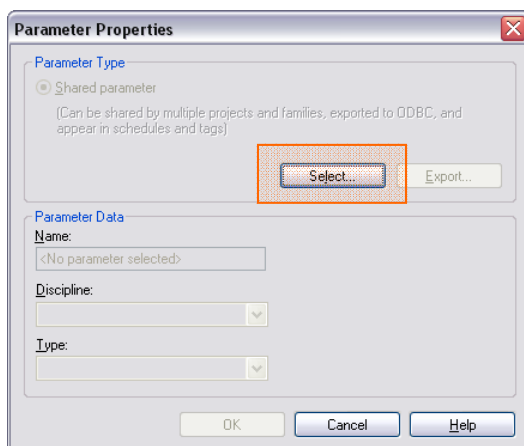 Parameter Properties
Parameter Type
Shared parameter
(Can be shared by multiple projects and families, exported to ODBC, and
appear in schedules and tags)
Select...
Export...
Parameter Data
Name:
<No parameter selected>
Discipline:
Type:
OK
Cancel
Help